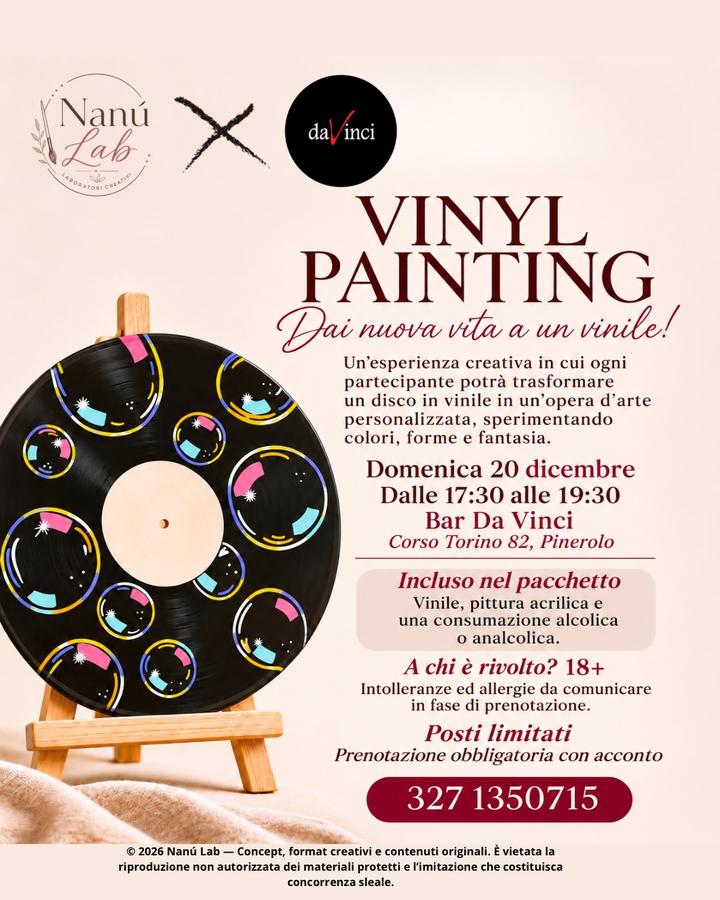 Nanú
Lab
LABORATORI CREATIVI
daVinci
VINYL
PAINTING
Dai nuova vita a un vinile!
Un'esperienza creativa in cui ogni
partecipante potrà trasformare
un disco in vinile in un'opera d'arte
personalizzata, sperimentando
colori, forme e fantasia.
Domenica 20 dicembre
Dalle 17:30 alle 19:30
Bar Da Vinci
Corso Torino 82, Pinerolo
Incluso nel pacchetto
Vinile, pittura acrilica e
una consumazione alcolica
o analcolica.
A chi è rivolto? 18+
Intolleranze ed allergie da comunicare
in fase di prenotazione.
Posti limitati
Prenotazione obbligatoria con acconto
327 1350715
© 2026 Nanú Lab — Concept, format creativi e contenuti originali. È vietata la
riproduzione non autorizzata dei materiali protetti e l'imitazione che costituisca
concorrenza sleale.